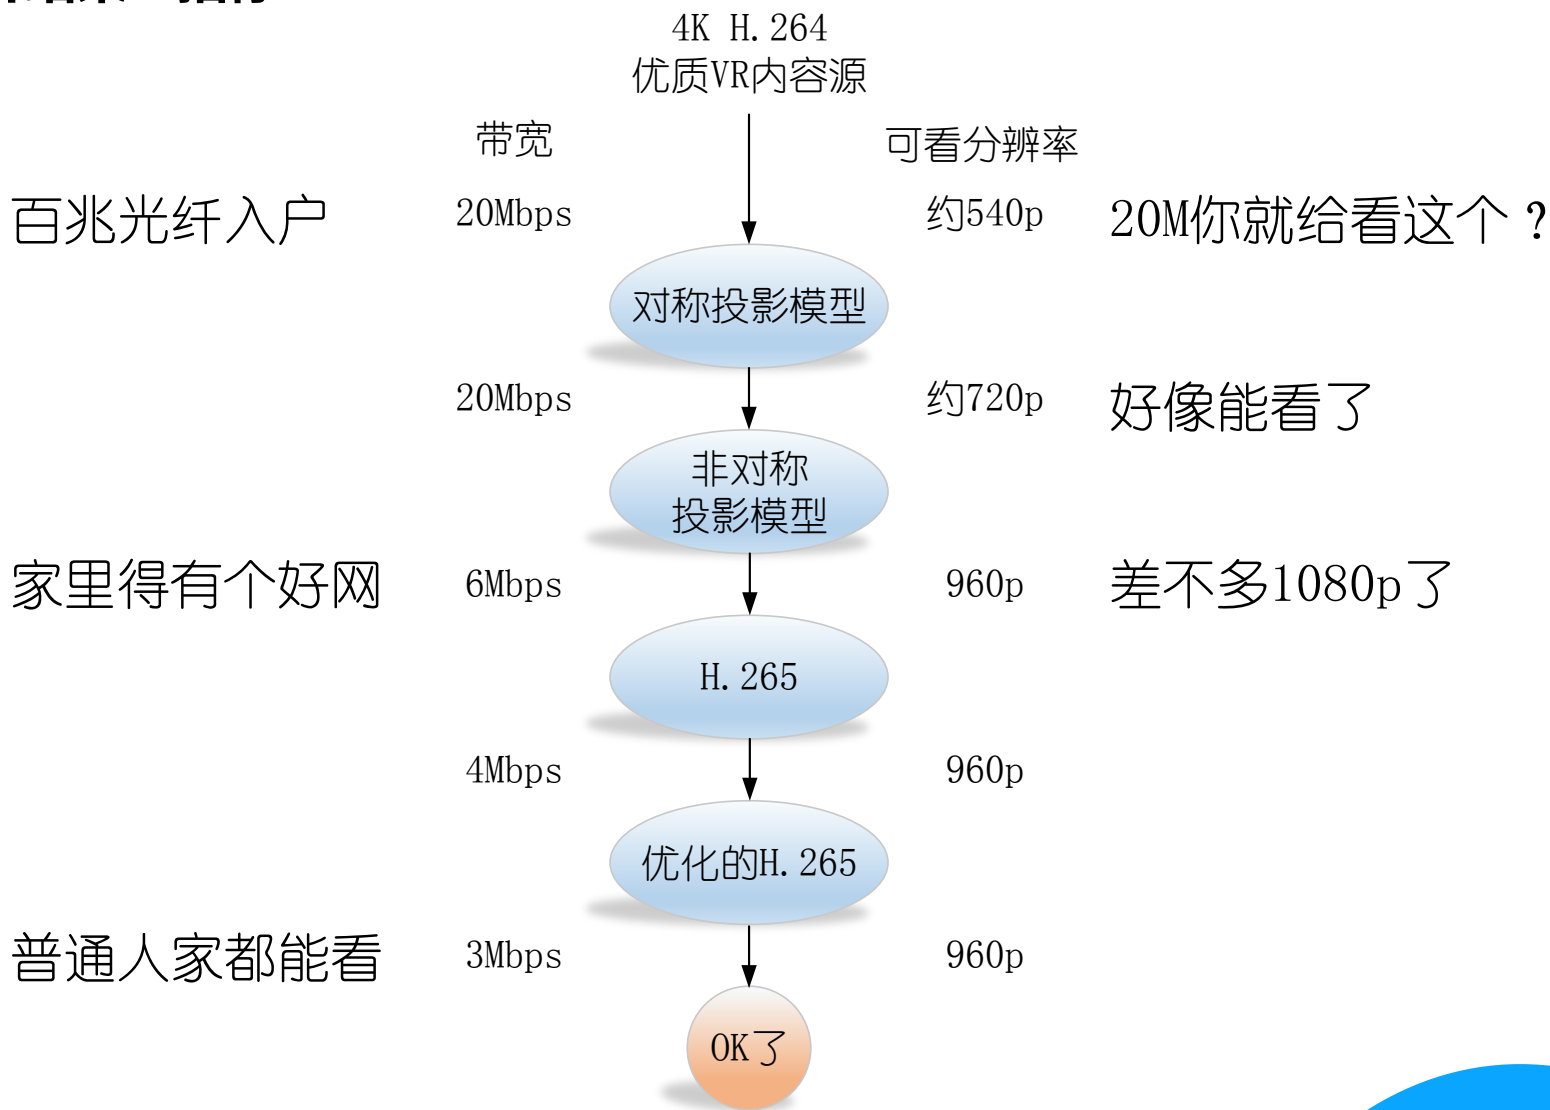 4K H.264
优质VR内容源
带宽
可看分辨率
百兆光纤入户
20Mbps
约540p
20M你就给看这个？
对称投影模型
20Mbps
约720p
好像能看了
非对称
投影模型
家里得有个好网
6Mbps
960p
差不多1080p了
H.265
4Mbps
960p
优化的H.265
普通人家都能看
3Mbps
960p
OK了